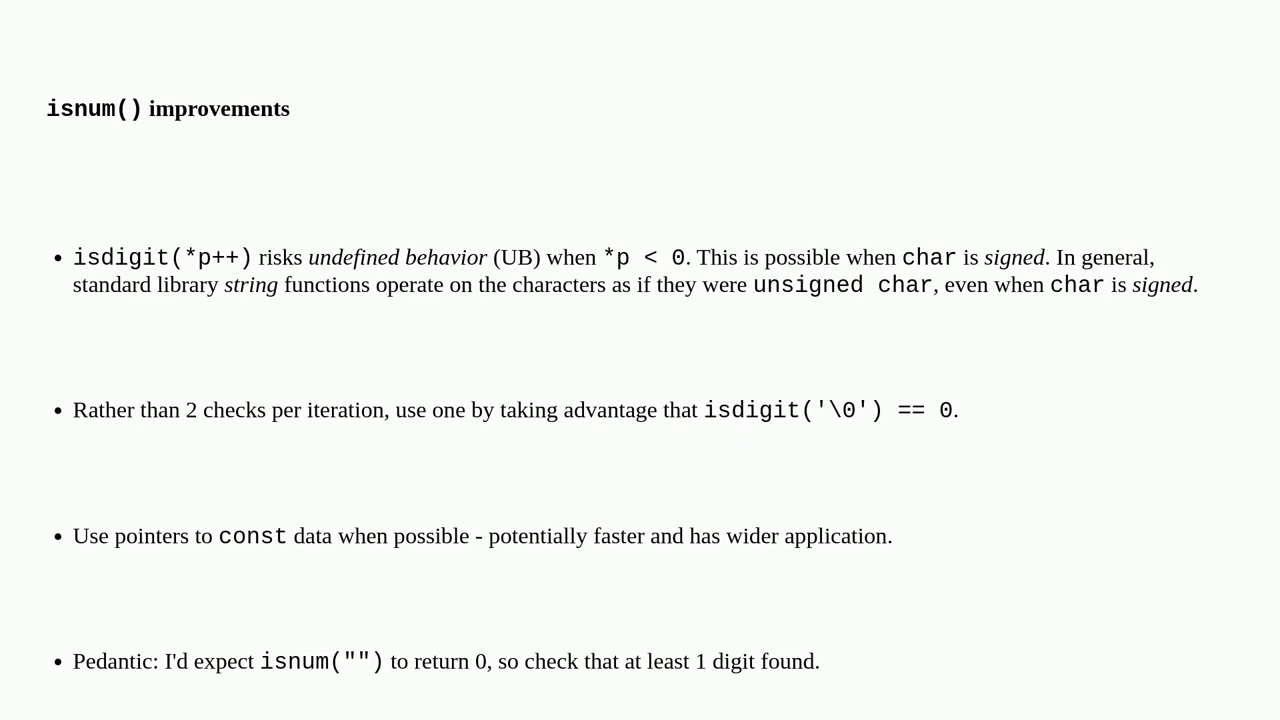 isnum() improvements
• isdigit(*p++) risks undefined behavior (UB) when *p < 0. This is possible when char is signed. In general,
standard library string functions operate on the characters as if they were unsigned char, even when char is signed.
• Rather than 2 checks per iteration, use one by taking advantage that isdigit('\0') == 0.
• Use pointers to const data when possible - potentially faster and has wider application.
• Pedantic: I'd expect isnum("") to return 0, so check that at least 1 digit found.